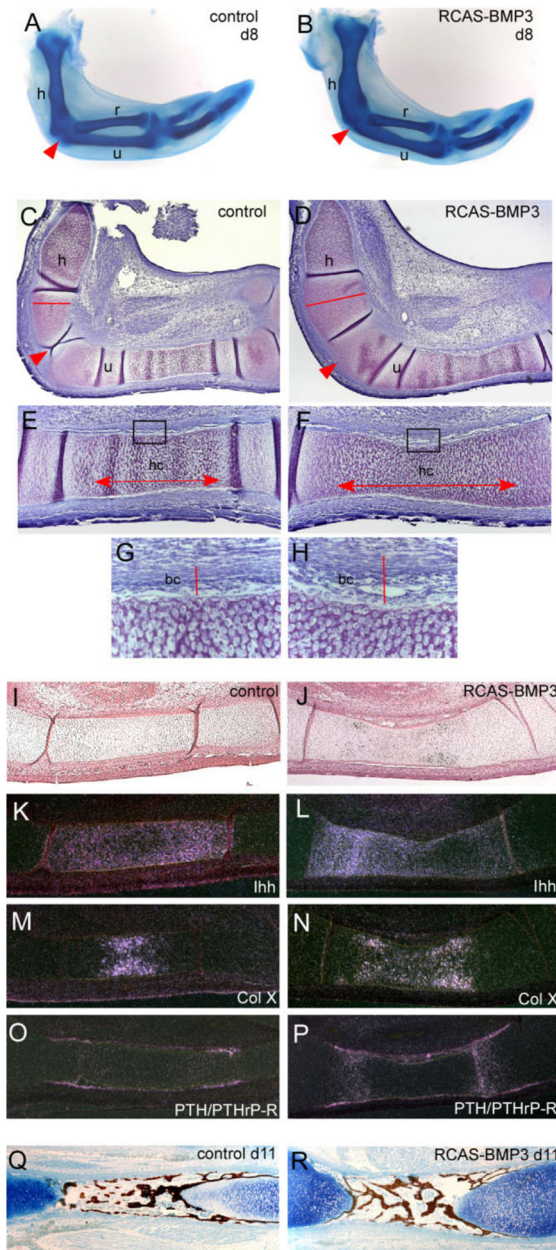 A control B RCAS-BMP3
d8 d8
h r u h r u
C control D RCAS-BMP3
h u h u
E hc F hc
G bc H bc
I control J RCAS-BMP3
K Ihh L Ihh
M Col X N Col X
O PTH/PTHrP-R P PTH/PTHrP-R
Q control d11 R RCAS-BMP3 d11